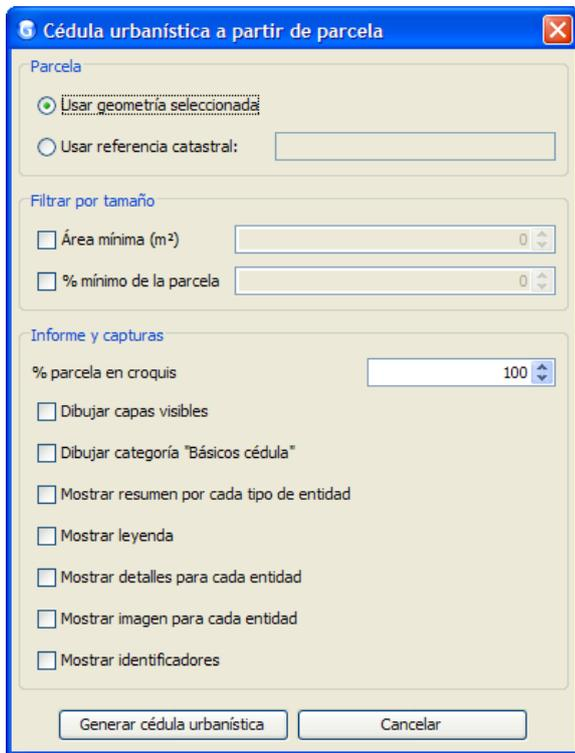 G Cédula urbanística a partir de parcela
Parcela
Usar geometría seleccionada
Usar referencia catastral:
Filtrar por tamaño
Área mínima (m²) 0
% mínimo de la parcela 0
Informe y capturas
% parcela en croquis 100
Dibujar capas visibles
Dibujar categoría "Básicos cédula"
Mostrar resumen por cada tipo de entidad
Mostrar leyenda
Mostrar detalles para cada entidad
Mostrar imagen para cada entidad
Mostrar identificadores
Generar cédula urbanística Cancelar